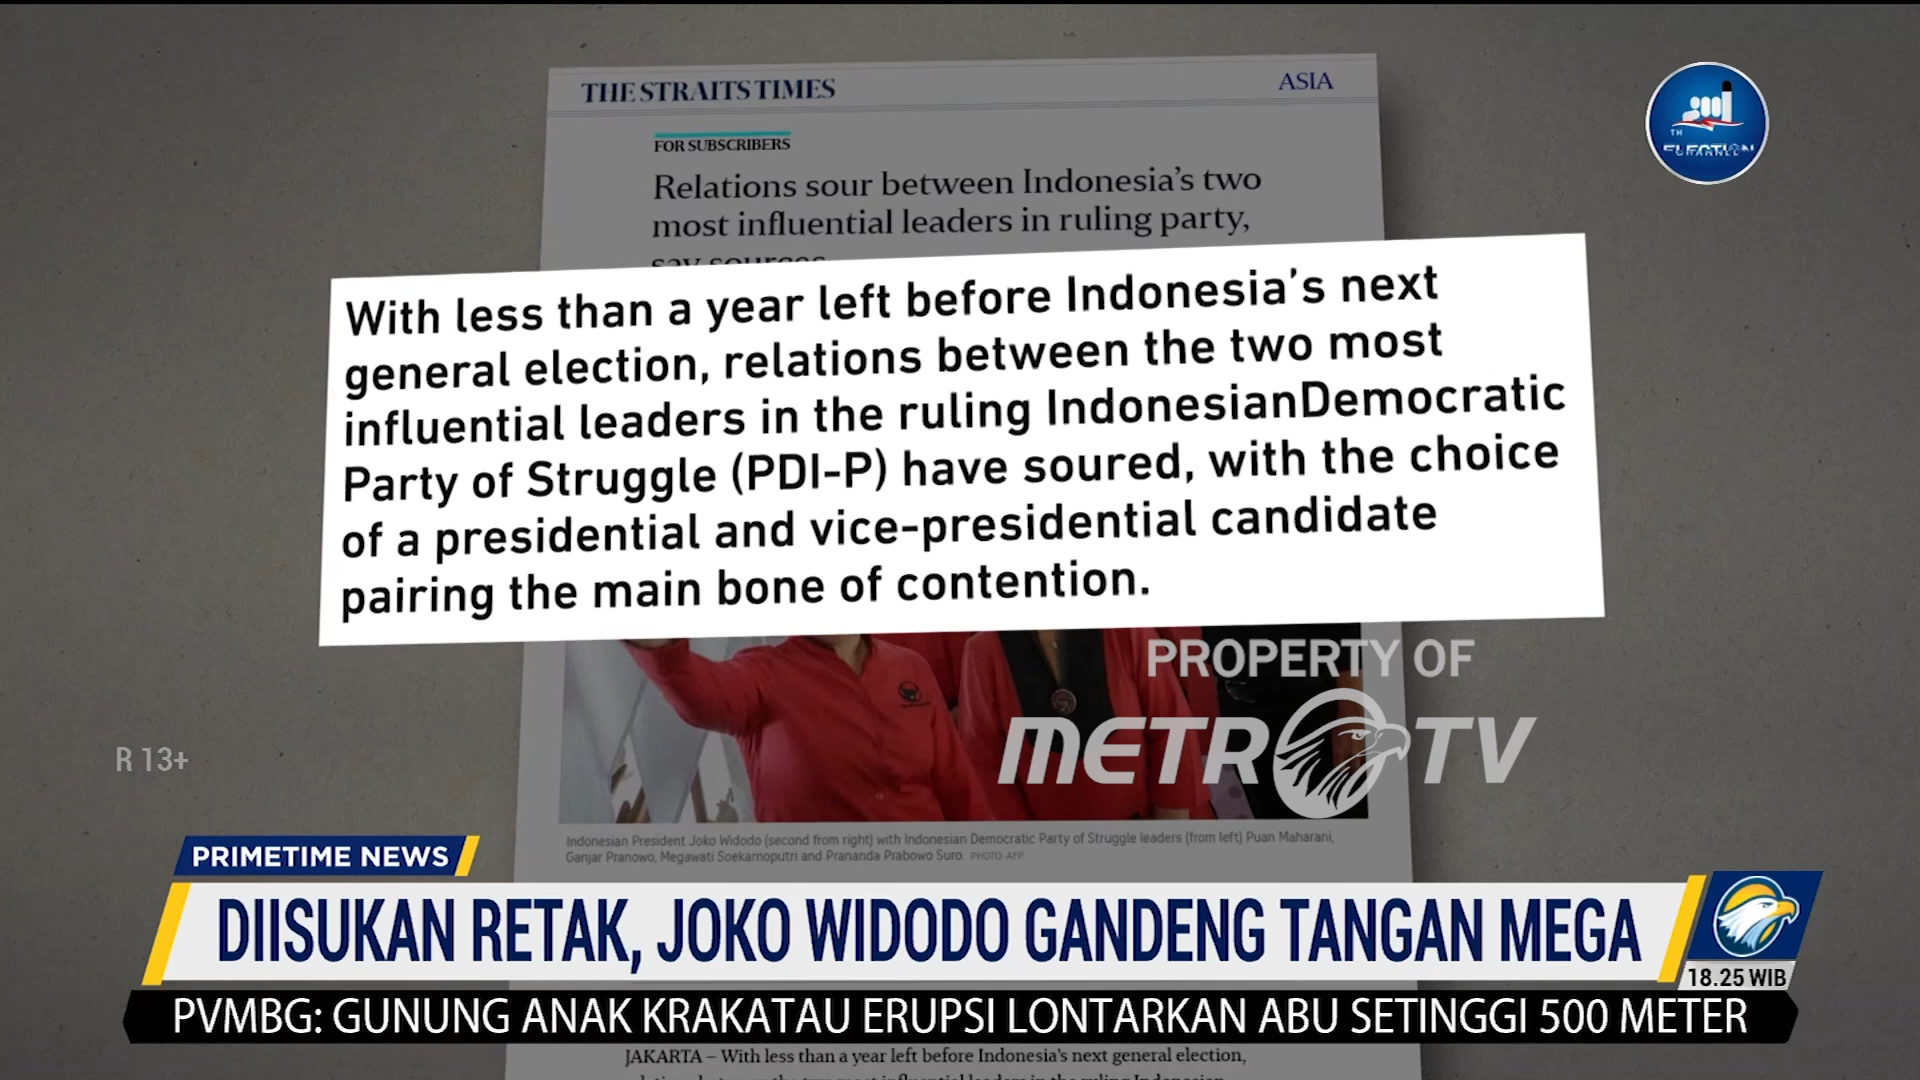 THE STRAITS TIMES
ASIA
FOR SUBSCRIBERS
Relations sour between Indonesia's two
most influential leaders in ruling party,
say sources
With less than a year left before Indonesia's next
general election, relations between the two most
influential leaders in the ruling IndonesianDemocratic
Party of Struggle (PDI-P) have soured, with the choice
of a presidential and vice-presidential candidate
pairing the main bone of contention.
PROPERTY OF
METRO TV
R 13+
Indonesian President Joko Widodo (second from right) with Indonesian Democratic Party of Struggle leaders (from left) Puan Maharani,
Ganjar Pranowo, Megawati Soekarnoputri and Prananda Prabowo Suro. PHOTO: AFP
PRIMETIME NEWS
DIISUKAN RETAK, JOKO WIDODO GANDENG TANGAN MEGA
18.25 WIB
PVMBG: GUNUNG ANAK KRAKATAU ERUPSI LONTARKAN ABU SETINGGI 500 METER
JAKARTA – With less than a year left before Indonesia's next general election,